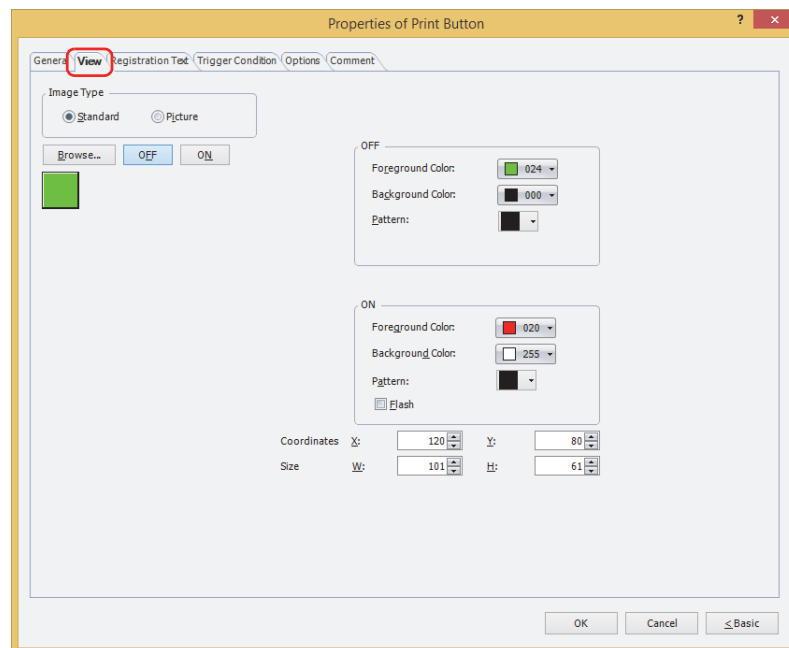 Properties of Print Button
? ×
General View Registration Text Trigger Condition Options Comment
Image Type
Standard Picture
Browse... OFF ON
OFF
Foreground Color: 024
Background Color: 000
Pattern:
ON
Foreground Color: 020
Background Color: 255
Pattern:
Flash
Coordinates X: 120 Y: 80
Size W: 101 H: 61
OK Cancel < Basic